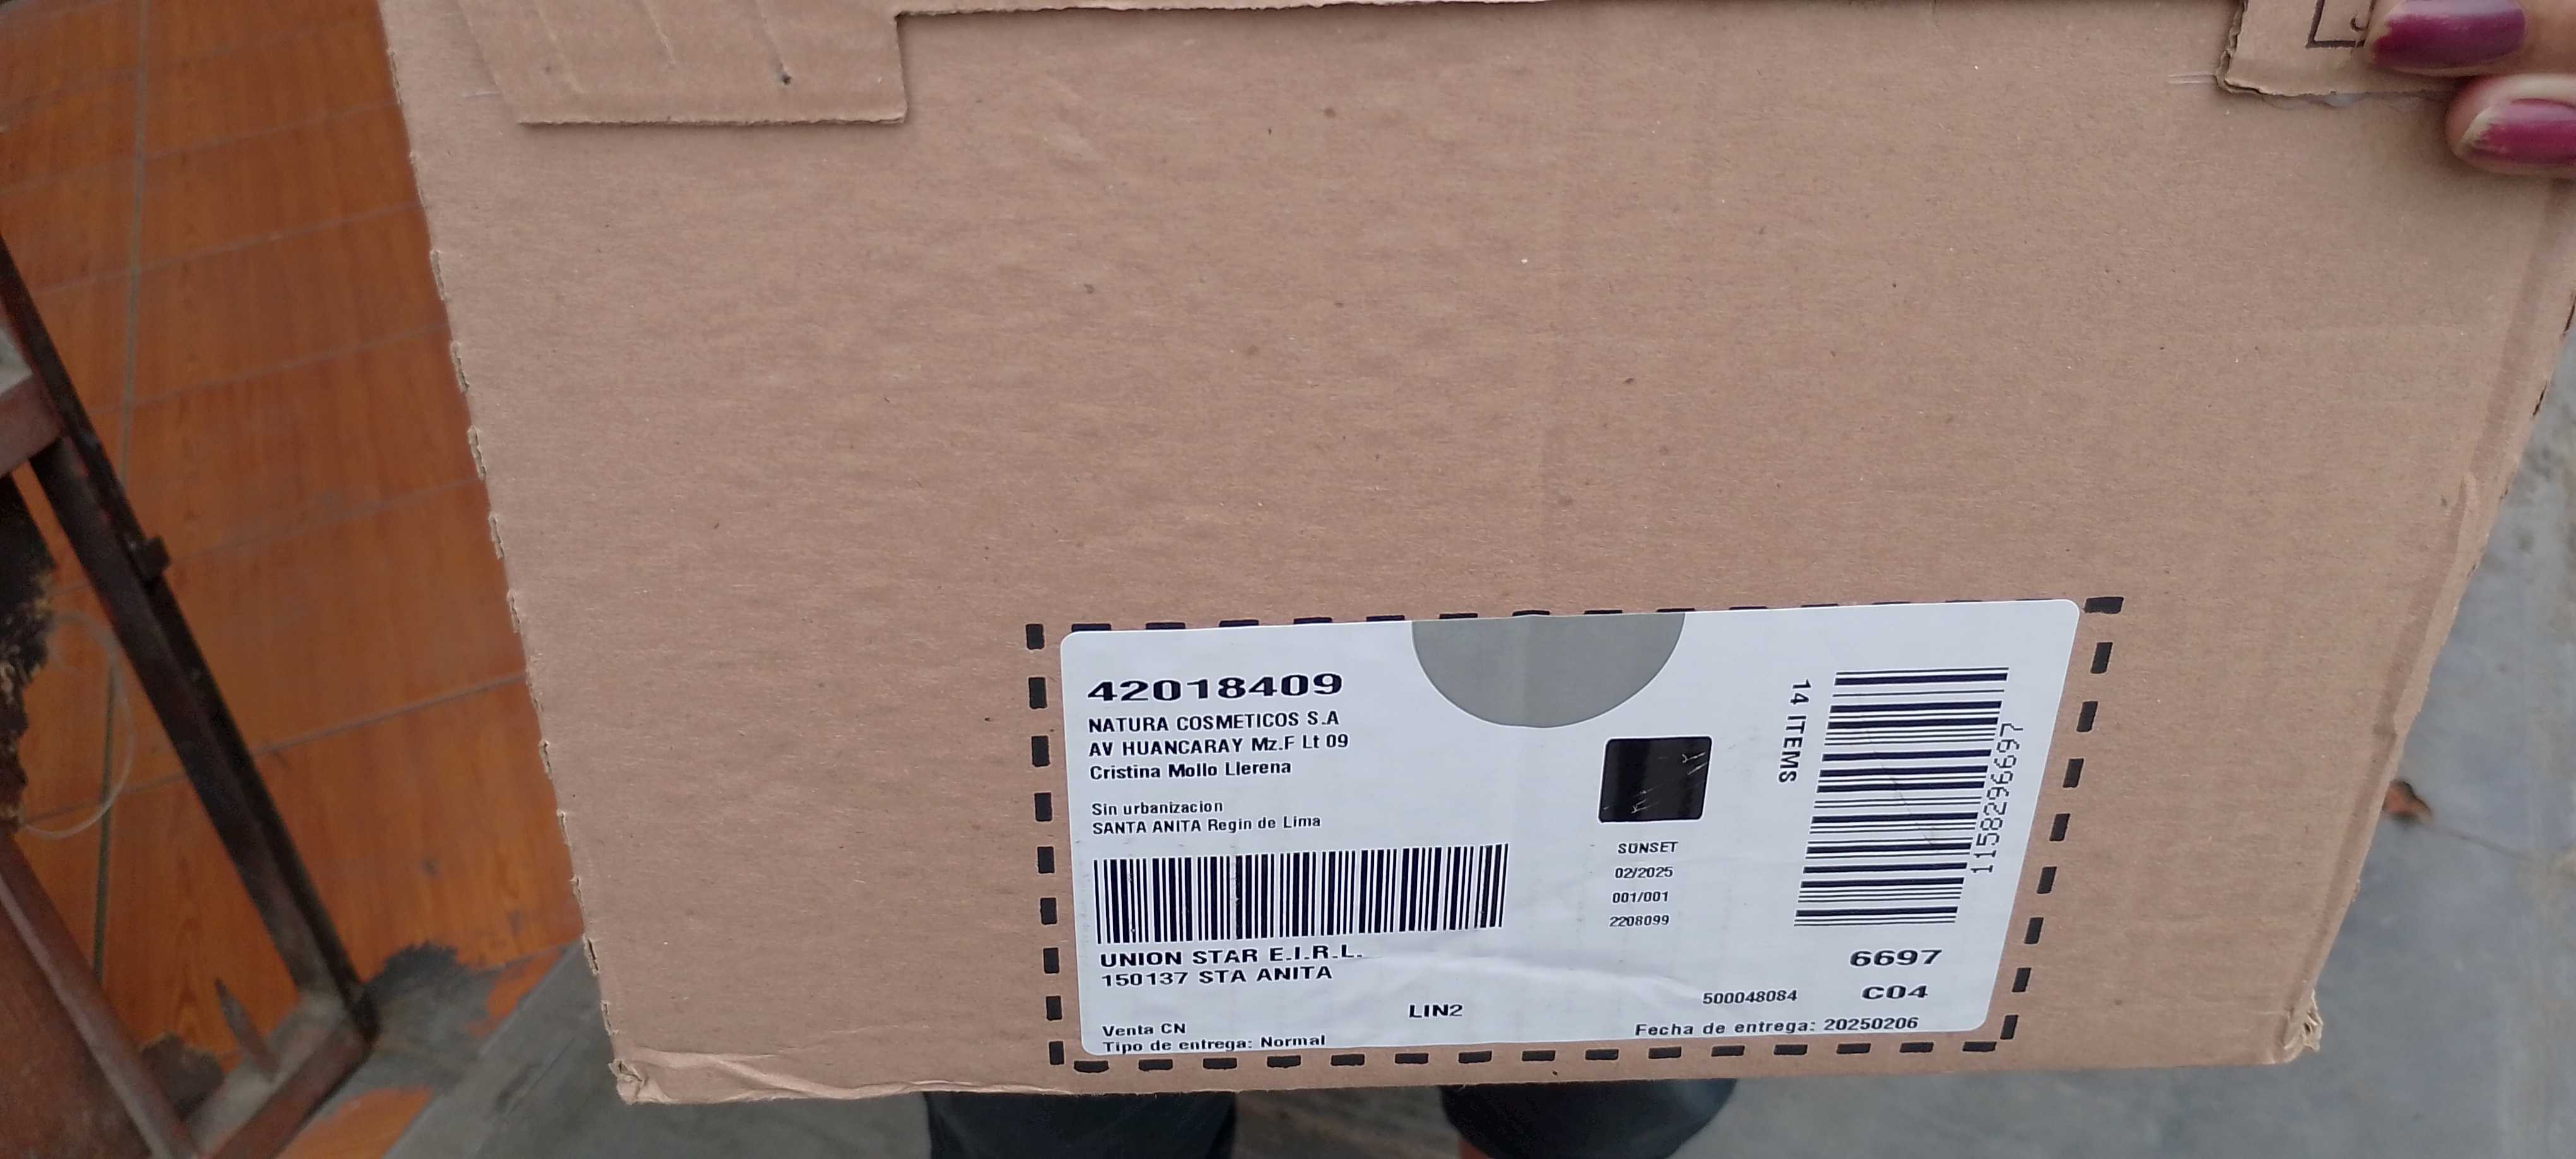 42018409
NATURA COSMETICOS S.A
AV HUANCARAY Mz.F Lt 09
Cristina Mollo Llerena
Sin urbanizacion
SANTA ANITA Regin de Lima
UNION STAR E.I.R.L.
150137 STA ANITA
LIN2
Venta CN
Tipo de entrega: Normal
SUNSET
02/2025
001/001
2208099
14 ITEMS
1158296697
6697
500048084
C04
Fecha de entrega: 20250206